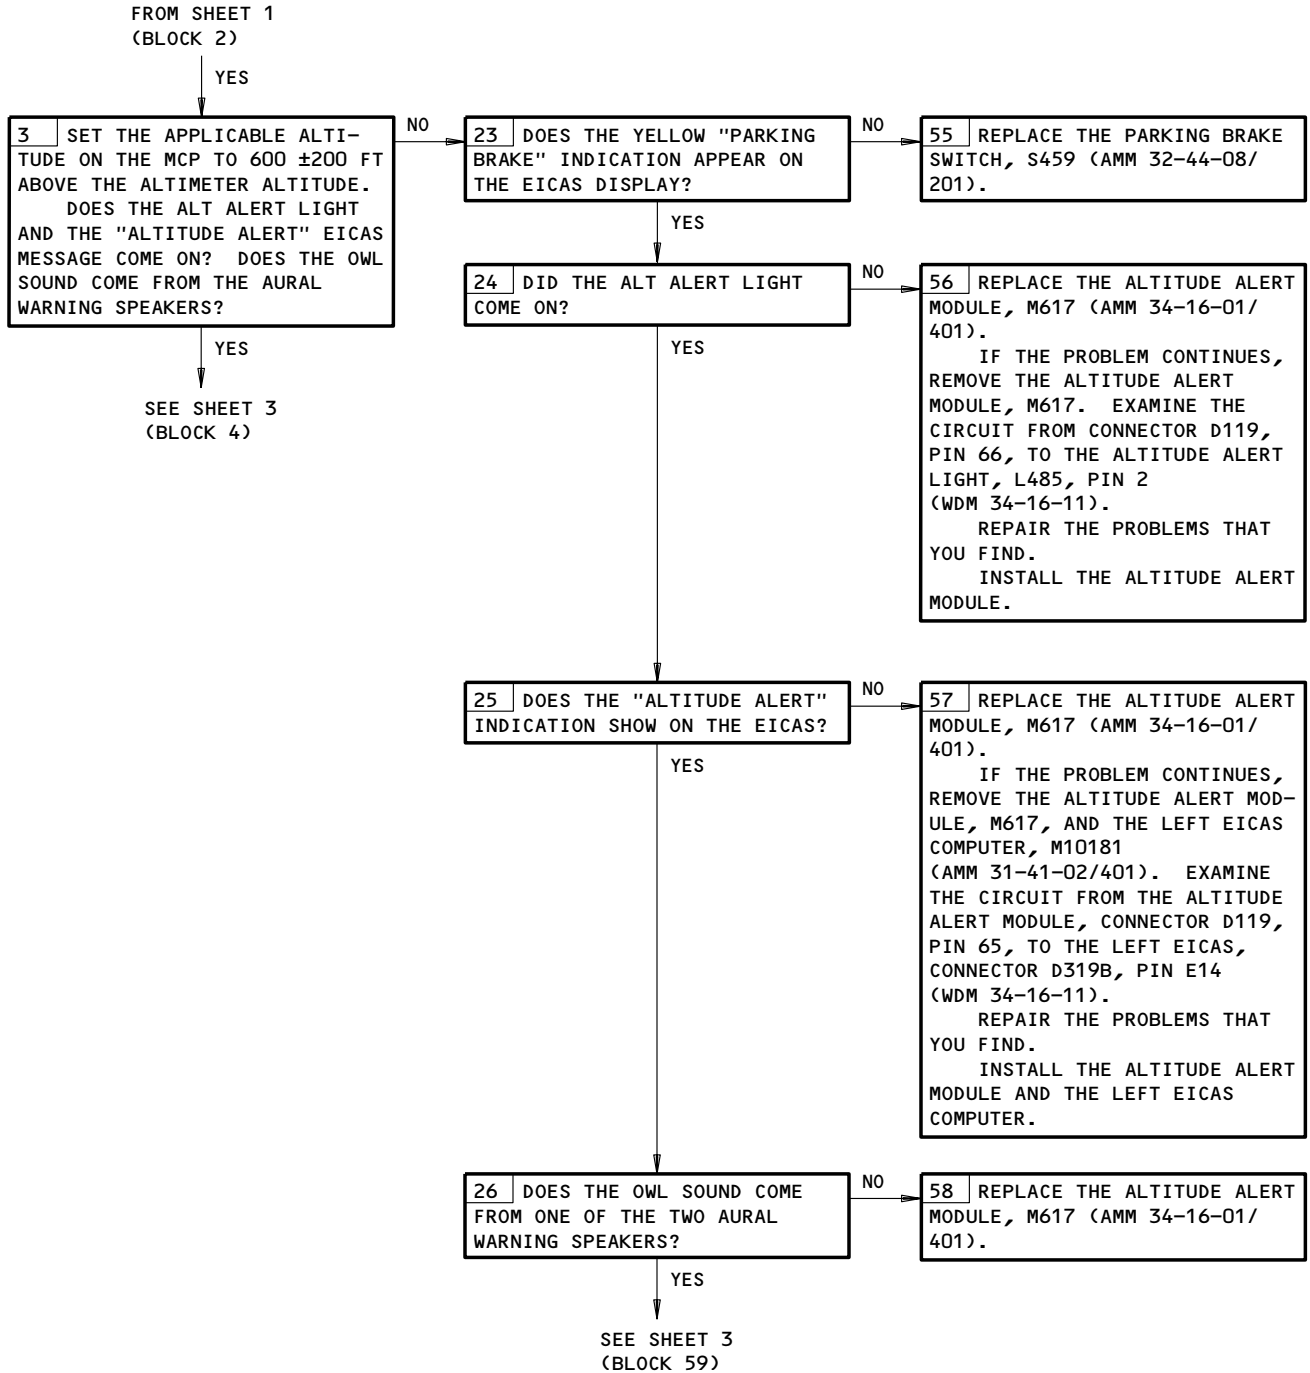 FROM SHEET 1
(BLOCK 2)
YES
3 SET THE APPLICABLE ALTI-
TUDE ON THE MCP TO 600 ±200 FT
ABOVE THE ALTIMETER ALTITUDE.
DOES THE ALT ALERT LIGHT
AND THE "ALTITUDE ALERT" EICAS
MESSAGE COME ON? DOES THE OWL
SOUND COME FROM THE AURAL
WARNING SPEAKERS?
YES
SEE SHEET 3
(BLOCK 4)
NO
23 DOES THE YELLOW "PARKING
BRAKE" INDICATION APPEAR ON
THE EICAS DISPLAY?
NO
55 REPLACE THE PARKING BRAKE
SWITCH, S459 (AMM 32-44-08/
201).
YES
24 DID THE ALT ALERT LIGHT
COME ON?
NO
56 REPLACE THE ALTITUDE ALERT
MODULE, M617 (AMM 34-16-01/
401).
IF THE PROBLEM CONTINUES,
REMOVE THE ALTITUDE ALERT
MODULE, M617. EXAMINE THE
CIRCUIT FROM CONNECTOR D119,
PIN 66, TO THE ALTITUDE ALERT
LIGHT, L485, PIN 2
(WDM 34-16-11).
REPAIR THE PROBLEMS THAT
YOU FIND.
INSTALL THE ALTITUDE ALERT
MODULE.
YES
25 DOES THE "ALTITUDE ALERT"
INDICATION SHOW ON THE EICAS?
NO
57 REPLACE THE ALTITUDE ALERT
MODULE, M617 (AMM 34-16-01/
401).
IF THE PROBLEM CONTINUES,
REMOVE THE ALTITUDE ALERT MOD-
ULE, M617, AND THE LEFT EICAS
COMPUTER, M10181
(AMM 31-41-02/401). EXAMINE
THE CIRCUIT FROM THE ALTITUDE
ALERT MODULE, CONNECTOR D119,
PIN 65, TO THE LEFT EICAS,
CONNECTOR D319B, PIN E14
(WDM 34-16-11).
REPAIR THE PROBLEMS THAT
YOU FIND.
INSTALL THE ALTITUDE ALERT
MODULE AND THE LEFT EICAS
COMPUTER.
YES
26 DOES THE OWL SOUND COME
FROM ONE OF THE TWO AURAL
WARNING SPEAKERS?
NO
58 REPLACE THE ALTITUDE ALERT
MODULE, M617 (AMM 34-16-01/
401).
YES
SEE SHEET 3
(BLOCK 59)